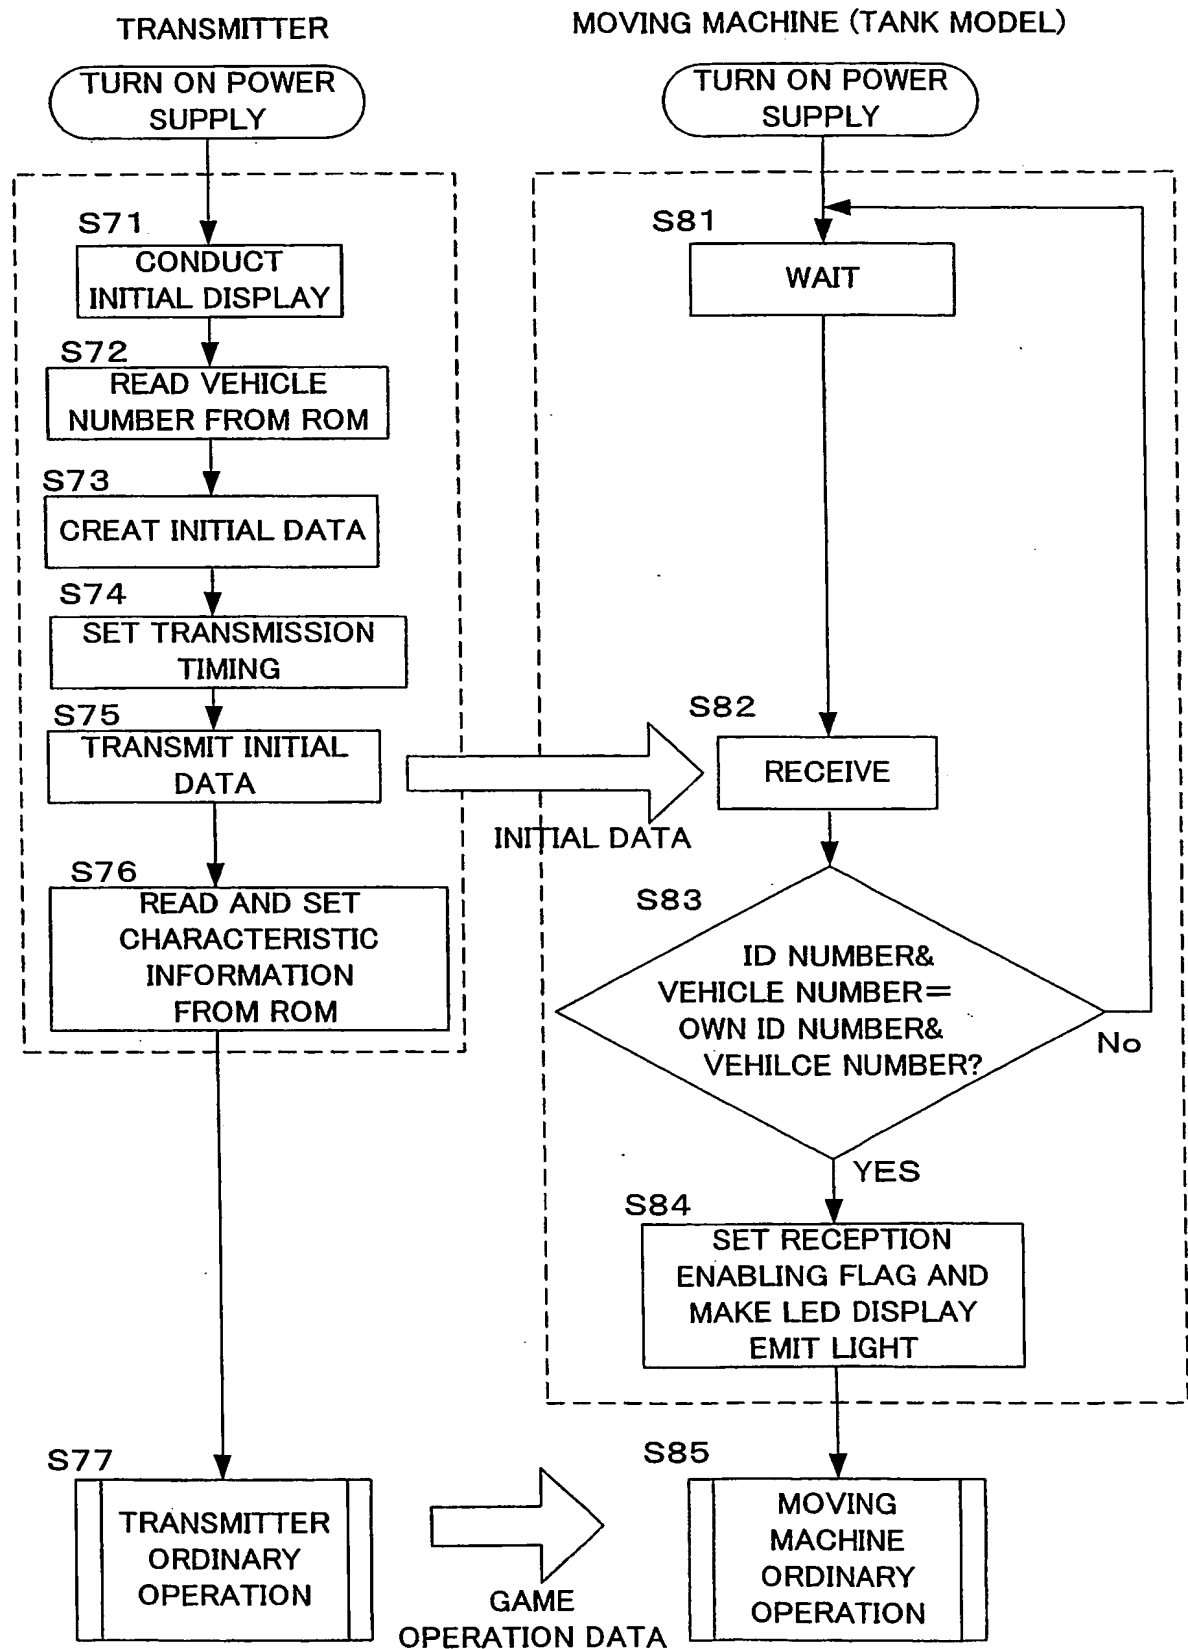 TRANSMITTER
TURN ON POWER
SUPPLY
S71
CONDUCT
INITIAL DISPLAY
S72
READ VEHICLE
NUMBER FROM ROM
S73
CREAT INITIAL DATA
S74
SET TRANSMISSION
TIMING
S75
TRANSMIT INITIAL
DATA
S76
READ AND SET
CHARACTERISTIC
INFORMATION
FROM ROM
S77
TRANSMITTER
ORDINARY
OPERATION
INITIAL DATA
GAME
OPERATION DATA
MOVING MACHINE (TANK MODEL)
TURN ON POWER
SUPPLY
S81
WAIT
S82
RECEIVE
S83
ID NUMBER&
VEHICLE NUMBER=
OWN ID NUMBER&
VEHILCE NUMBER?
No
YES
S84
SET RECEPTION
ENABLING FLAG AND
MAKE LED DISPLAY
EMIT LIGHT
S85
MOVING
MACHINE
ORDINARY
OPERATION